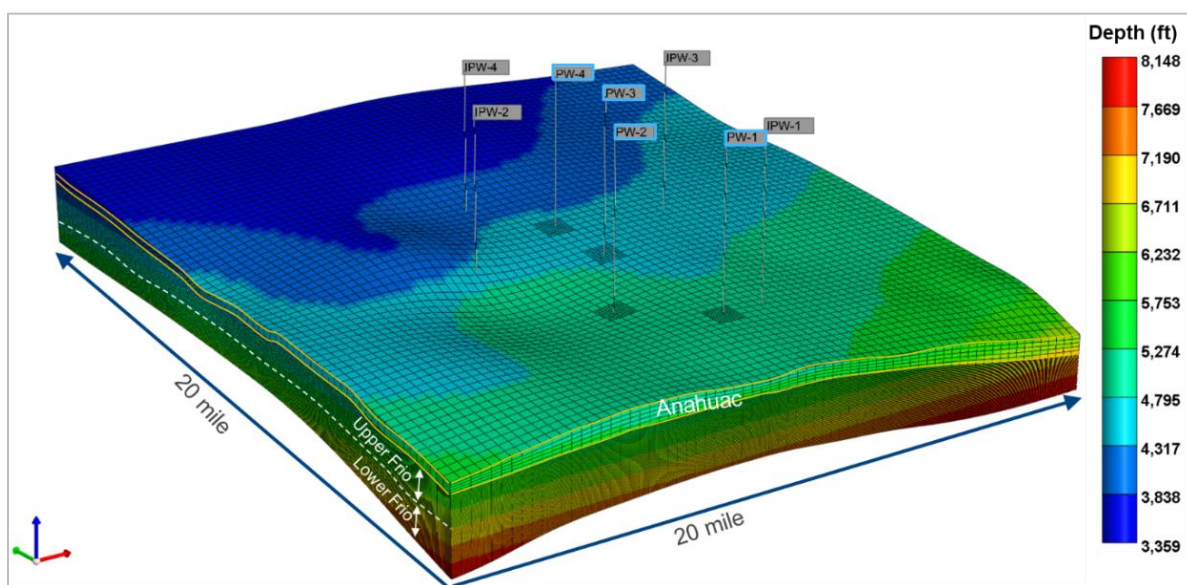 Depth (ft)
8,148
7,669
7,190
6,711
6,232
5,753
5,274
4,795
4,317
3,838
3,359
IPW-4
PW-4
IPW-3
PW-3
IPW-2
PW-2
PW-1
IPW-1
Anahuac
Upper Frio
Lower Frio
20 mile
20 mile